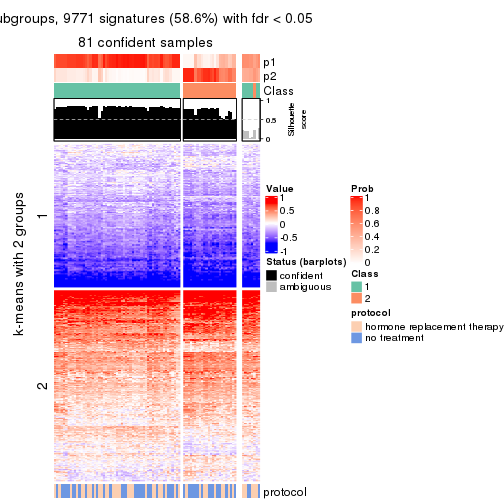 ubgroups, 9771 signatures (58.6%) with fdr < 0.05
81 confident samples
p1
p2
Class
1
0.5
0
Silhouette
score
k-means with 2 groups
1
2
protocol
Value
1
0.5
0
-0.5
-1
Status (barplots)
confident
ambiguous
Prob
1
0.8
0.6
0.4
0.2
0
Class
1
2
protocol
hormone replacement therapy
no treatment